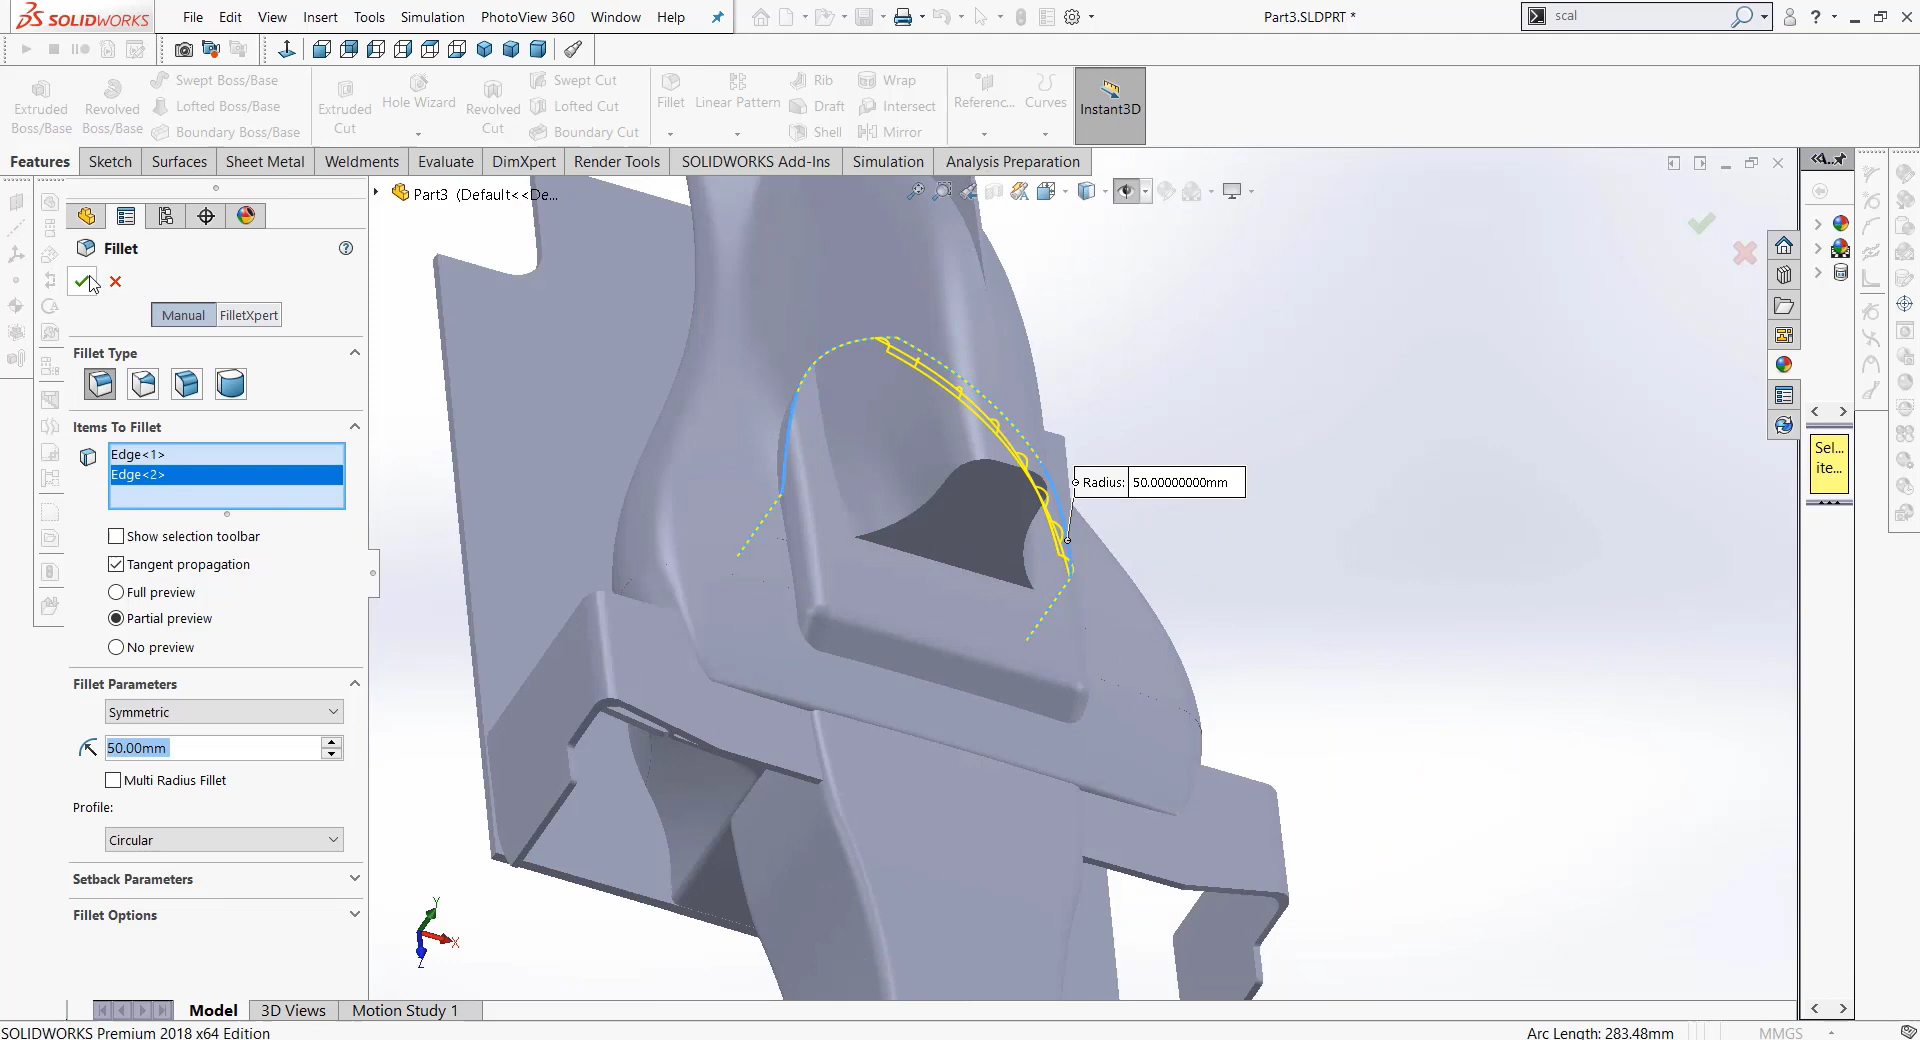 SOLIDWORKS
File Edit View Insert Tools Simulation PhotoView 360 Window Help
Part3.SLDPRT *
scal
Extruded Boss/Base
Revolved Boss/Base
Swept Boss/Base
Lofted Boss/Base
Boundary Boss/Base
Extruded Cut
Hole Wizard
Revolved Cut
Swept Cut
Lofted Cut
Boundary Cut
Fillet
Linear Pattern
Rib
Draft
Shell
Wrap
Intersect
Mirror
Referenc...
Curves
Instant3D
Features Sketch Surfaces Sheet Metal Weldments Evaluate DimXpert Render Tools SOLIDWORKS Add-Ins Simulation Analysis Preparation
Part3 (Default<<De...
Fillet
Manual FilletXpert
Fillet Type
Items To Fillet
Edge<1>
Edge<2>
Show selection toolbar
Tangent propagation
Full preview
Partial preview
No preview
Fillet Parameters
Symmetric
50.00mm
Multi Radius Fillet
Profile:
Circular
Setback Parameters
Fillet Options
Radius: 50.00000000mm
Sel...
ite...
Y
X
Z
Model 3D Views Motion Study 1
SOLIDWORKS Premium 2018 x64 Edition
Arc Length: 283.48mm
MMGS